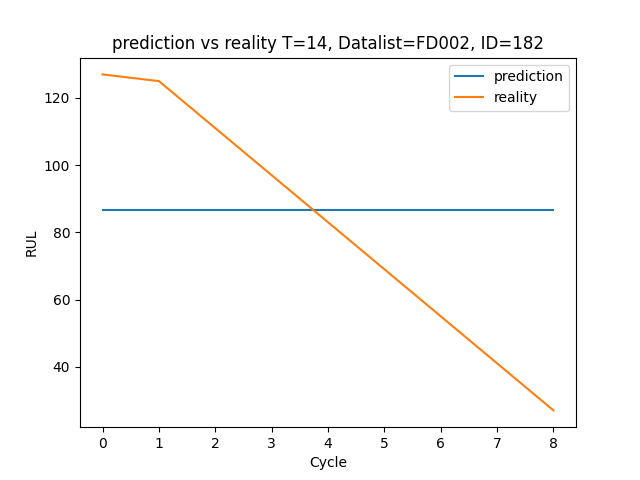 prediction vs reality T=14, Datalist=FD002, ID=182
prediction
reality
120
100
80
60
40
RUL
0 1 2 3 4 5 6 7 8
Cycle